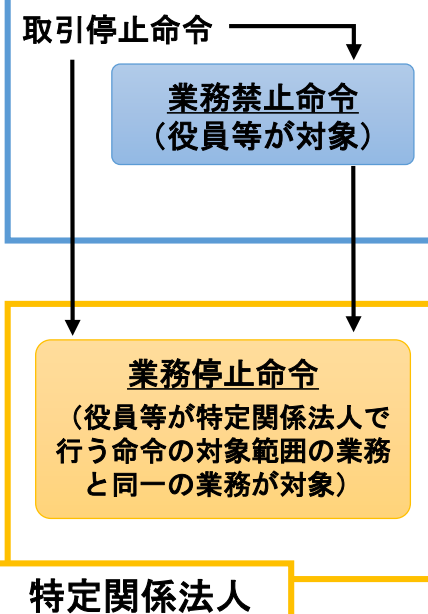 取引停止命令
業務禁止命令
（役員等が対象）
業務停止命令
（役員等が特定関係法人で
行う命令の対象範囲の業務
と同一の業務が対象）
特定関係法人